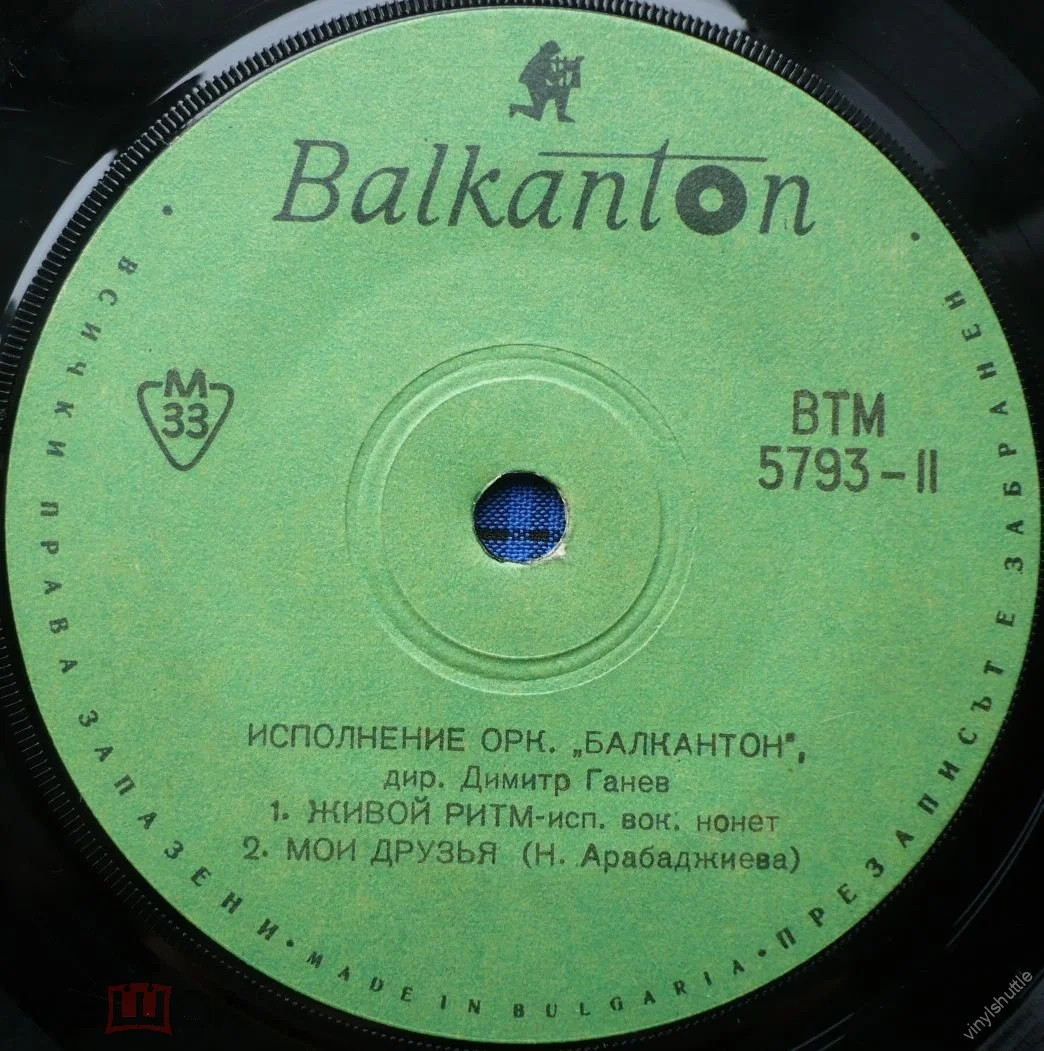 Balkanton
M
33
ВТМ
5793-II
ИСПОЛНЕНИЕ ОРК. „БАЛКАНТОН",
дир. Димитр Ганев
1. ЖИВОЙ РИТМ-исп. вок. нонет
2. МОИ ДРУЗЬЯ (Н. Арабаджиева)
• ВСИЧКИ ПРАВА ЗАПАЗЕНИ • MADE IN BULGARIA • ПРЕЗАПИСЪТ Е ЗАБРАНЕН •
vinylshuttle